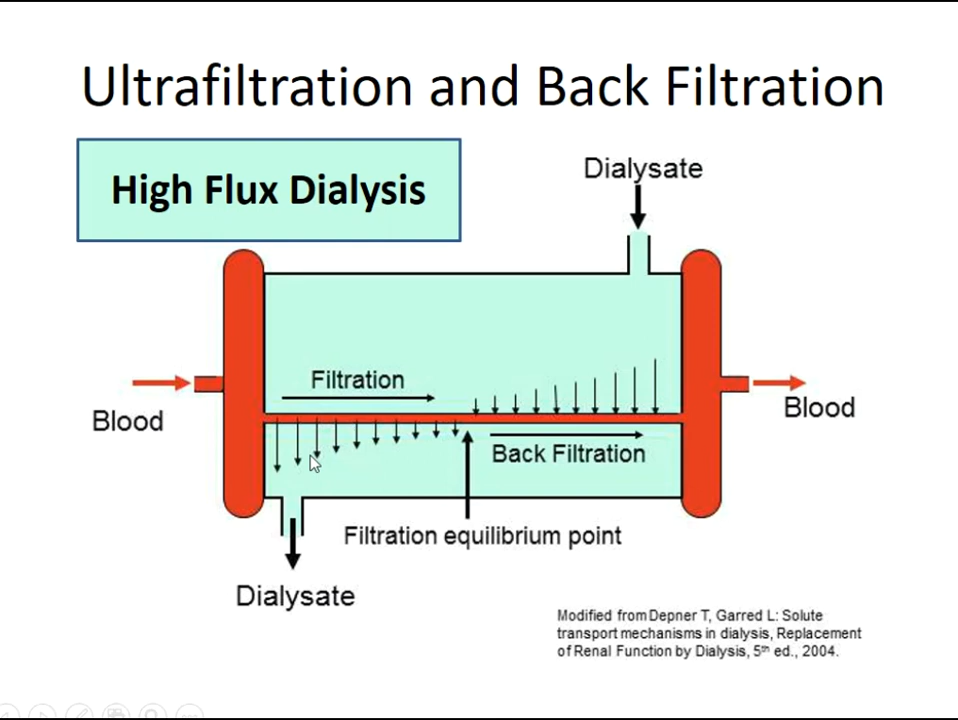 Ultrafiltration and Back Filtration
High Flux Dialysis
Dialysate
Filtration
Blood
Blood
Back Filtration
Filtration equilibrium point
Dialysate
Modified from Depner T, Garred L: Solute
transport mechanisms in dialysis, Replacement
of Renal Function by Dialysis, 5th ed., 2004.